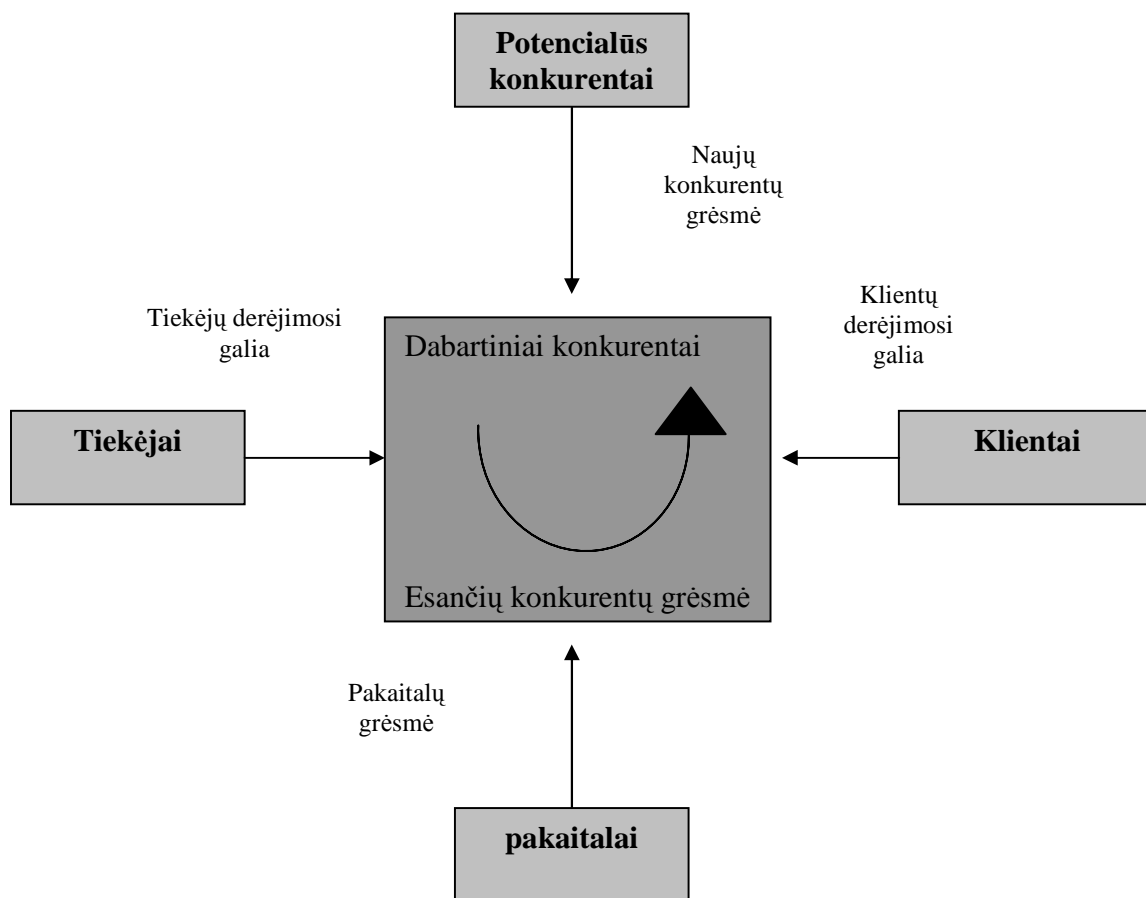 Potencialūs
konkurentai
Naujų
konkurentų
grėsmė
Tiekėjų derėjimosi
galia
Klientų
derėjimosi
galia
Dabartiniai konkurentai
Tiekėjai
Klientai
Esančių konkurentų grėsmė
Pakaitalų
grėsmė
pakaitalai